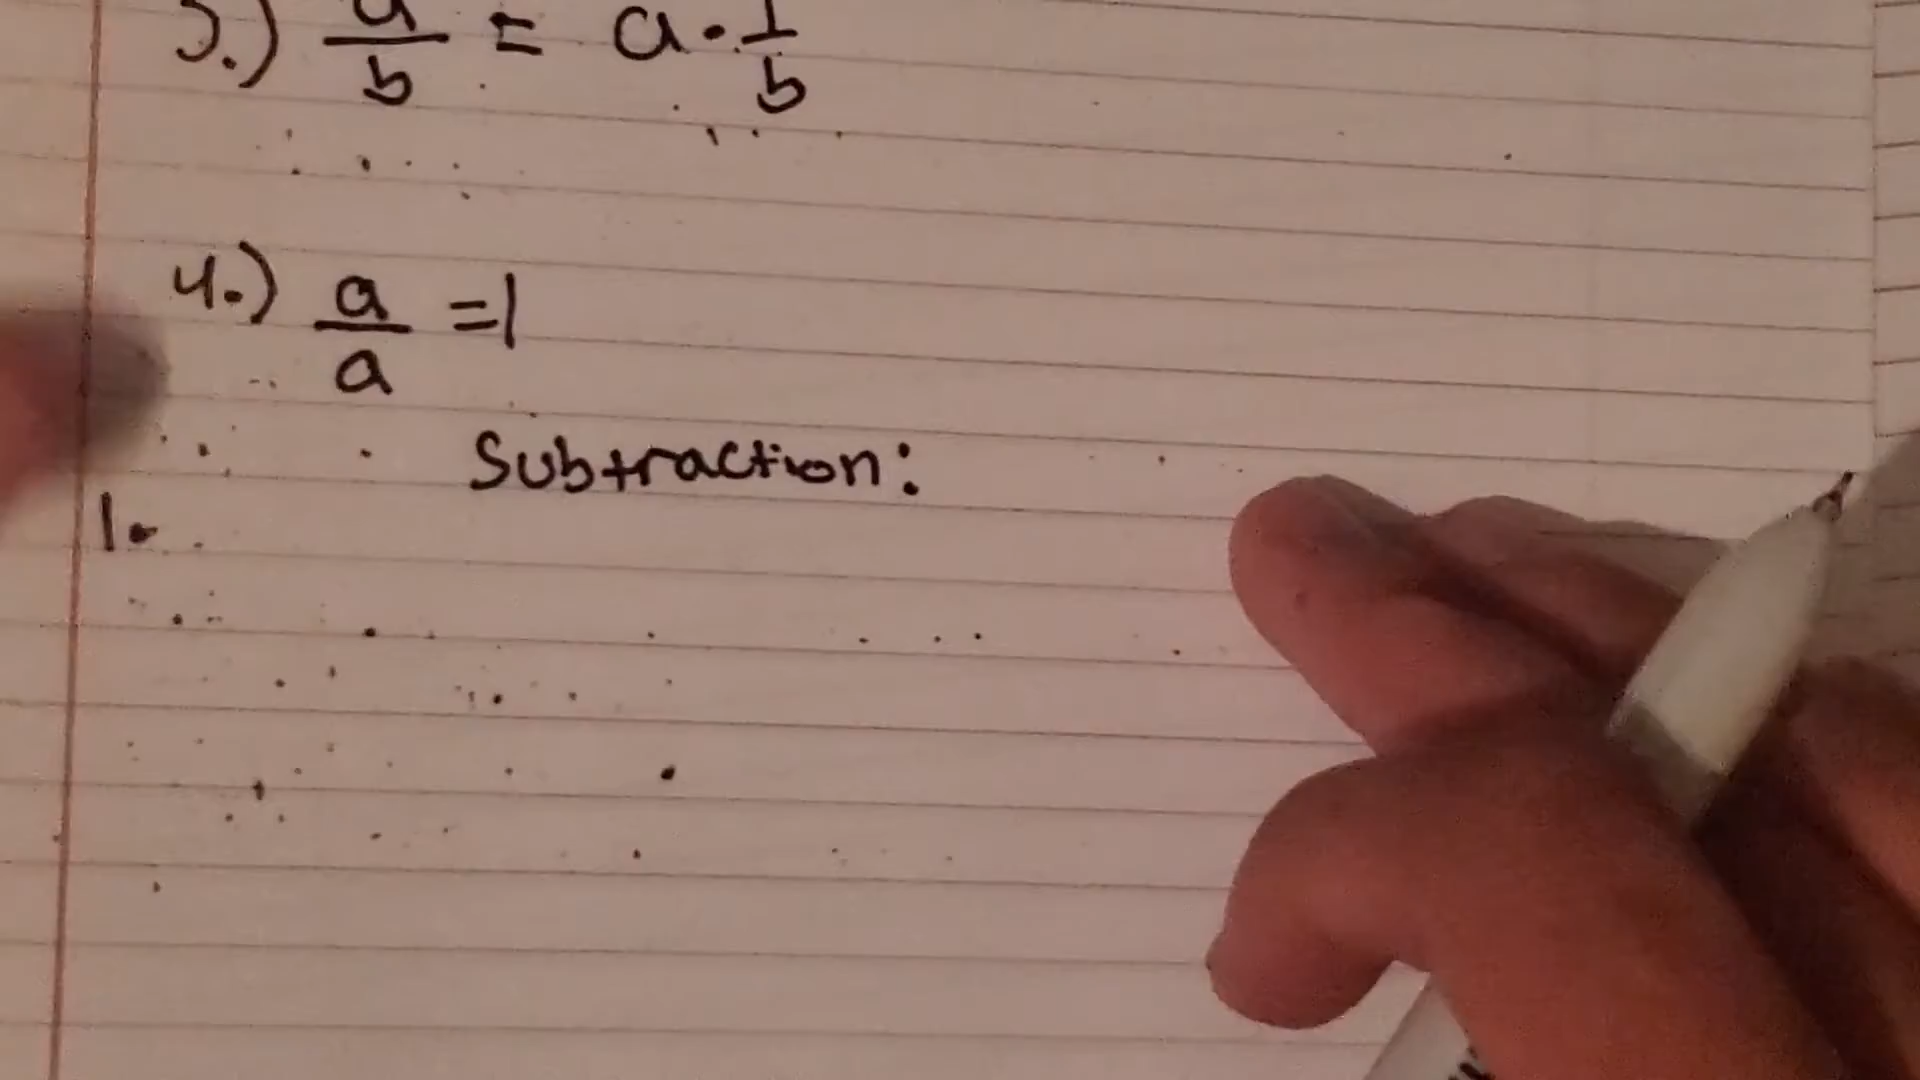 3.) a/b = a · 1/b
4.) a/a = 1
Subtraction:
1.